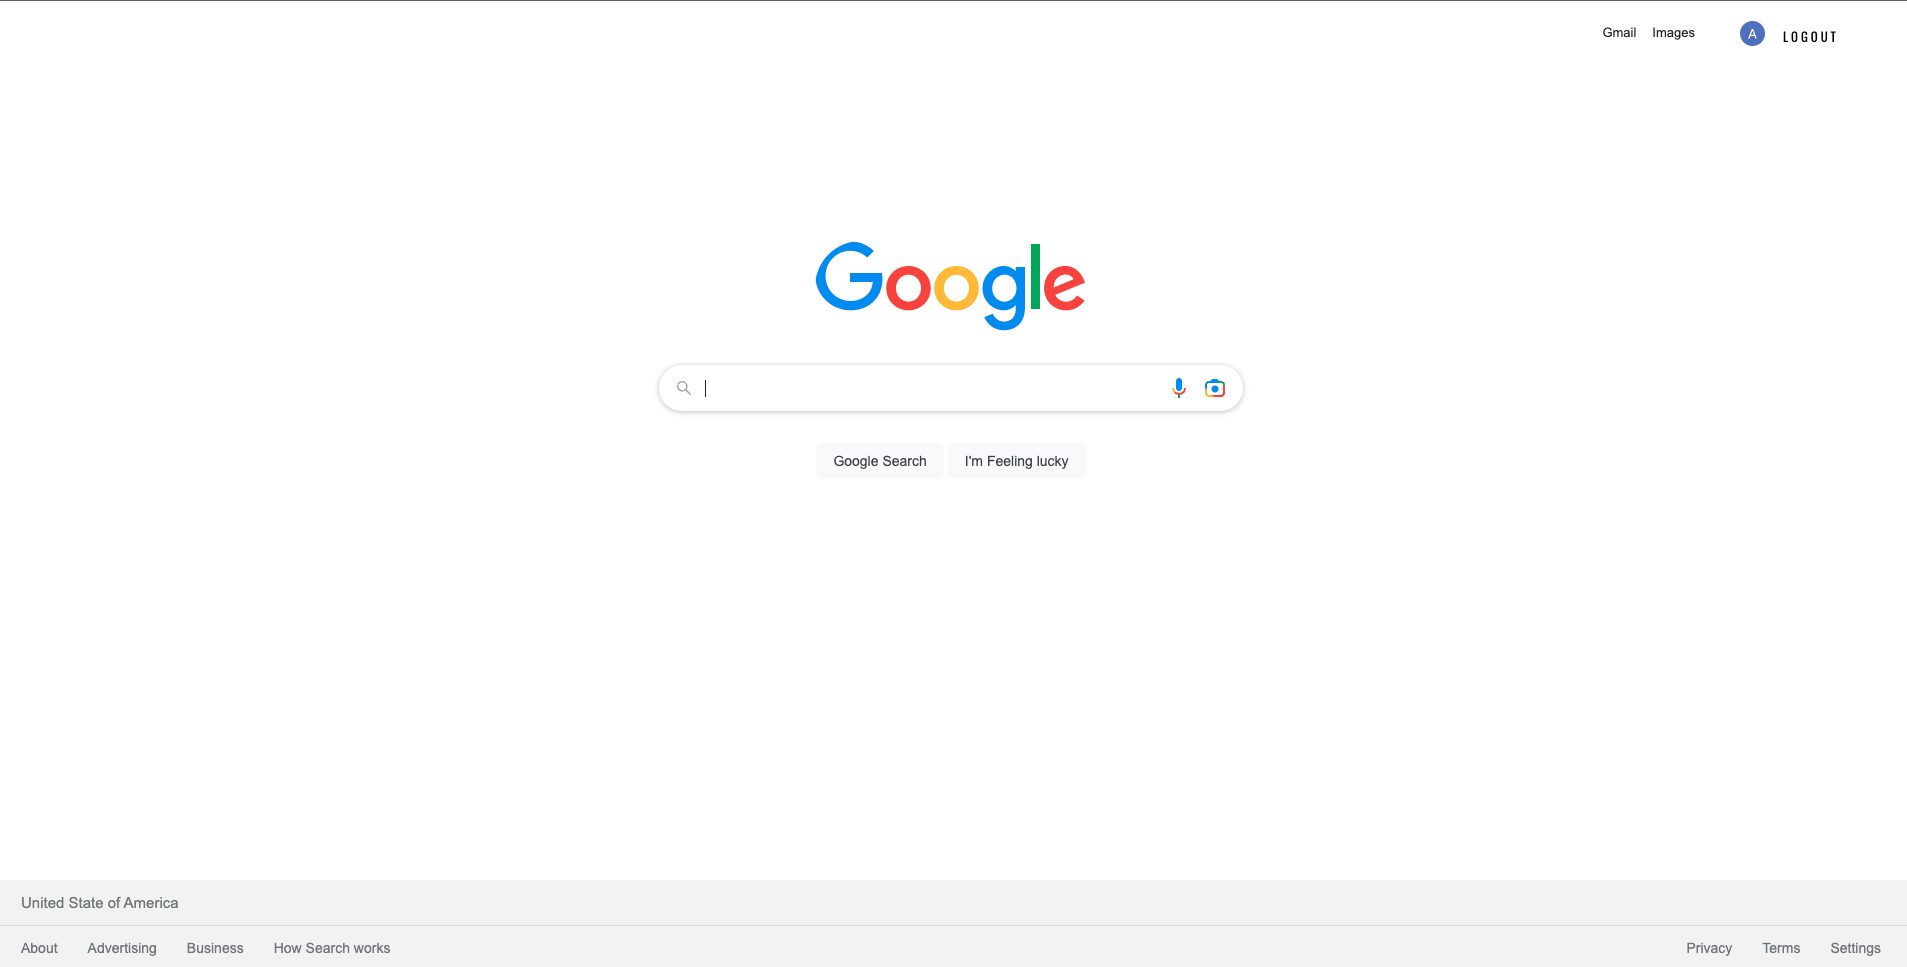 Gmail Images A LOGOUT
Google
Google Search I'm Feeling lucky
United State of America
About Advertising Business How Search works Privacy Terms Settings